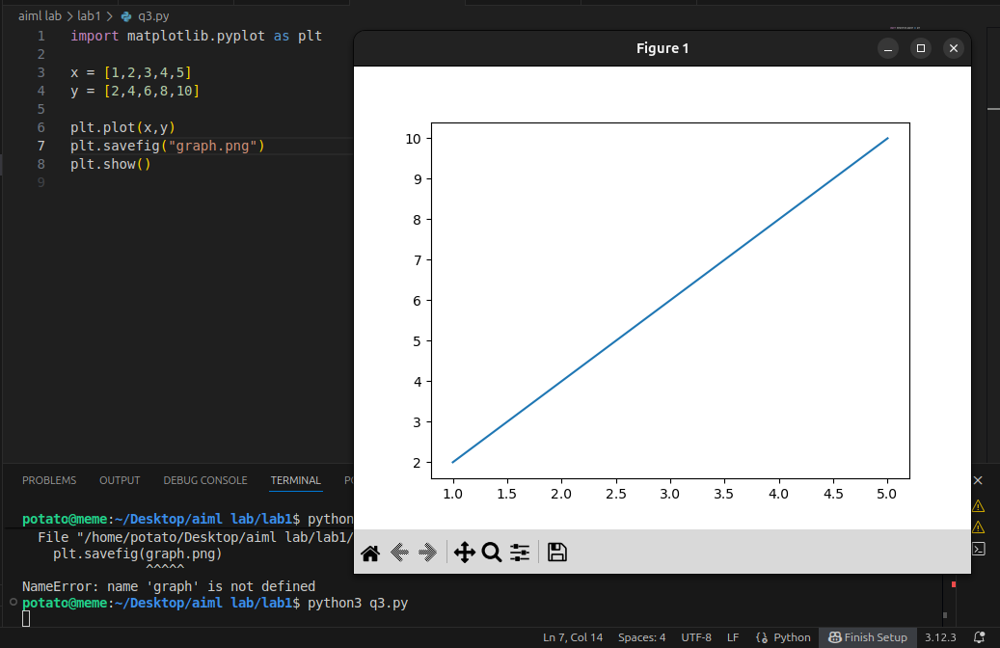 aiml lab > lab1 > q3.py
1 import matplotlib.pyplot as plt
2
3 x = [1,2,3,4,5]
4 y = [2,4,6,8,10]
5
6 plt.plot(x,y)
7 plt.savefig("graph.png")
8 plt.show()
9
Figure 1
10
9
8
7
6
5
4
3
2
1.0 1.5 2.0 2.5 3.0 3.5 4.0 4.5 5.0
PROBLEMS OUTPUT DEBUG CONSOLE TERMINAL
potato@meme:~/Desktop/aiml lab/lab1$ python
File "/home/potato/Desktop/aiml lab/lab1/
plt.savefig(graph.png)
^^^^^
NameError: name 'graph' is not defined
potato@meme:~/Desktop/aiml lab/lab1$ python3 q3.py
Ln 7, Col 14 Spaces: 4 UTF-8 LF {} Python Finish Setup 3.12.3